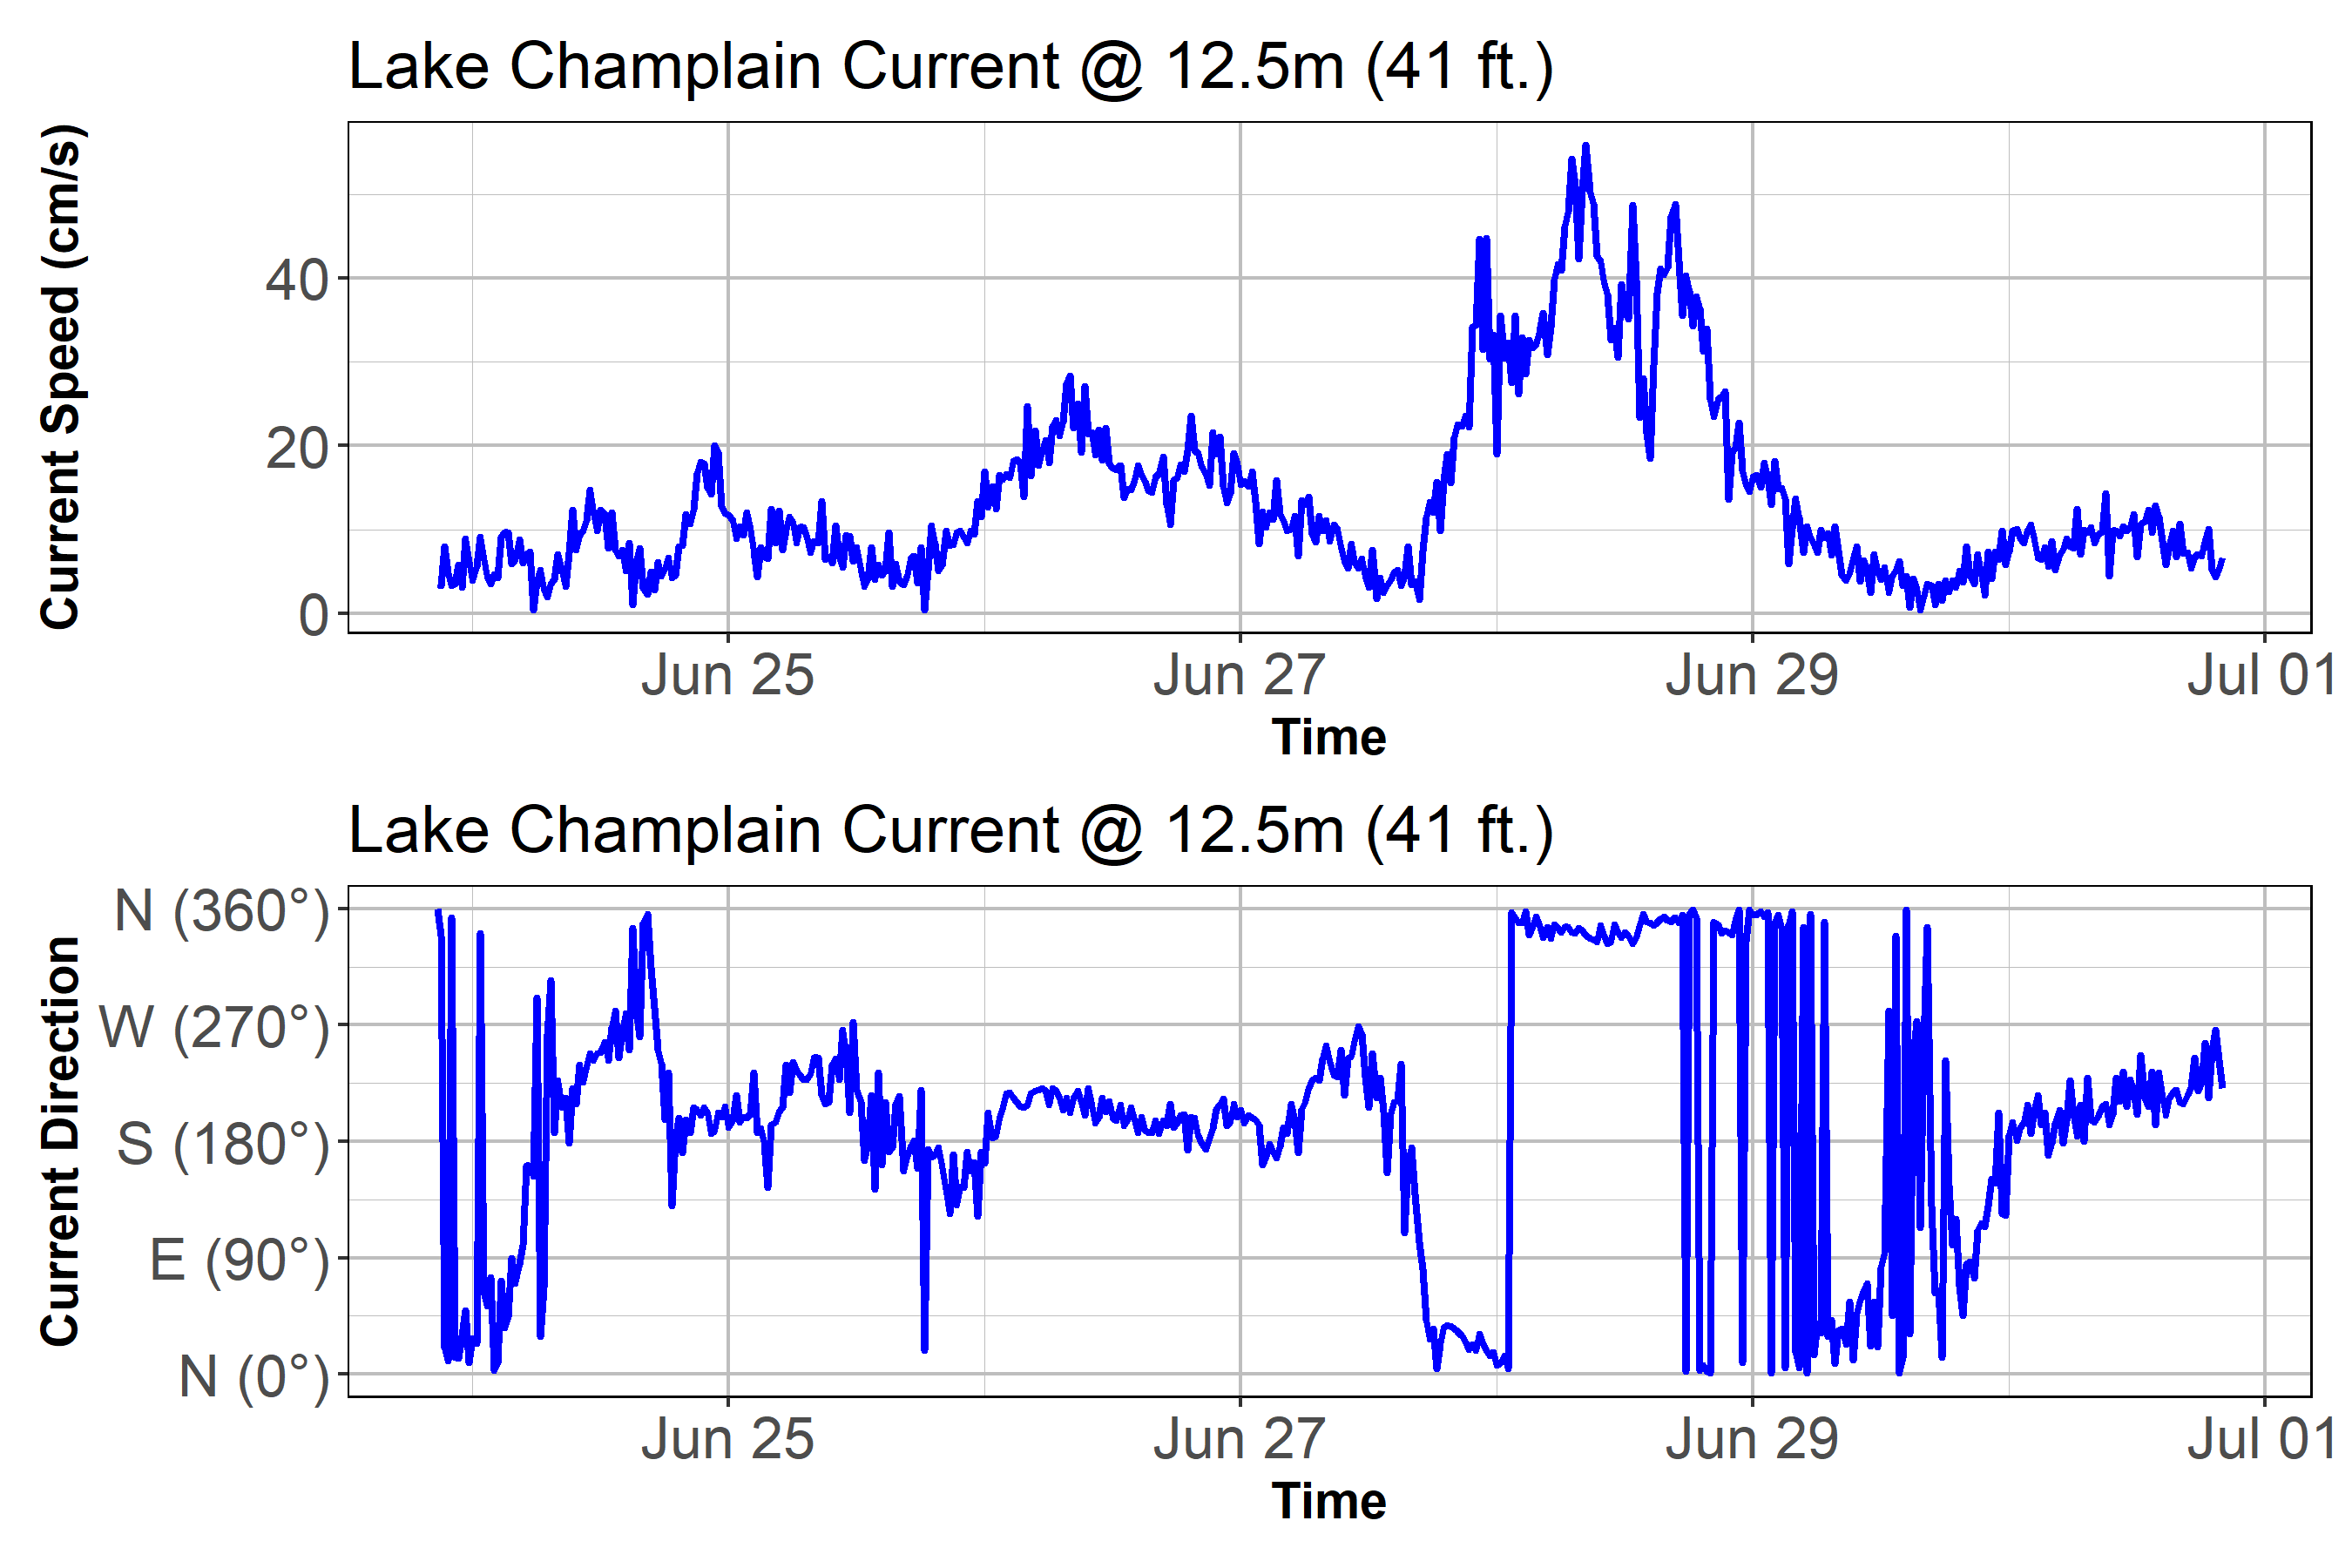 Lake Champlain Current @ 12.5m (41 ft.)
Current Speed (cm/s)
40
20
0
Jun 25 Jun 27 Jun 29 Jul 01
Time
Lake Champlain Current @ 12.5m (41 ft.)
Current Direction
N (360°)
W (270°)
S (180°)
E (90°)
N (0°)
Jun 25 Jun 27 Jun 29 Jul 01
Time